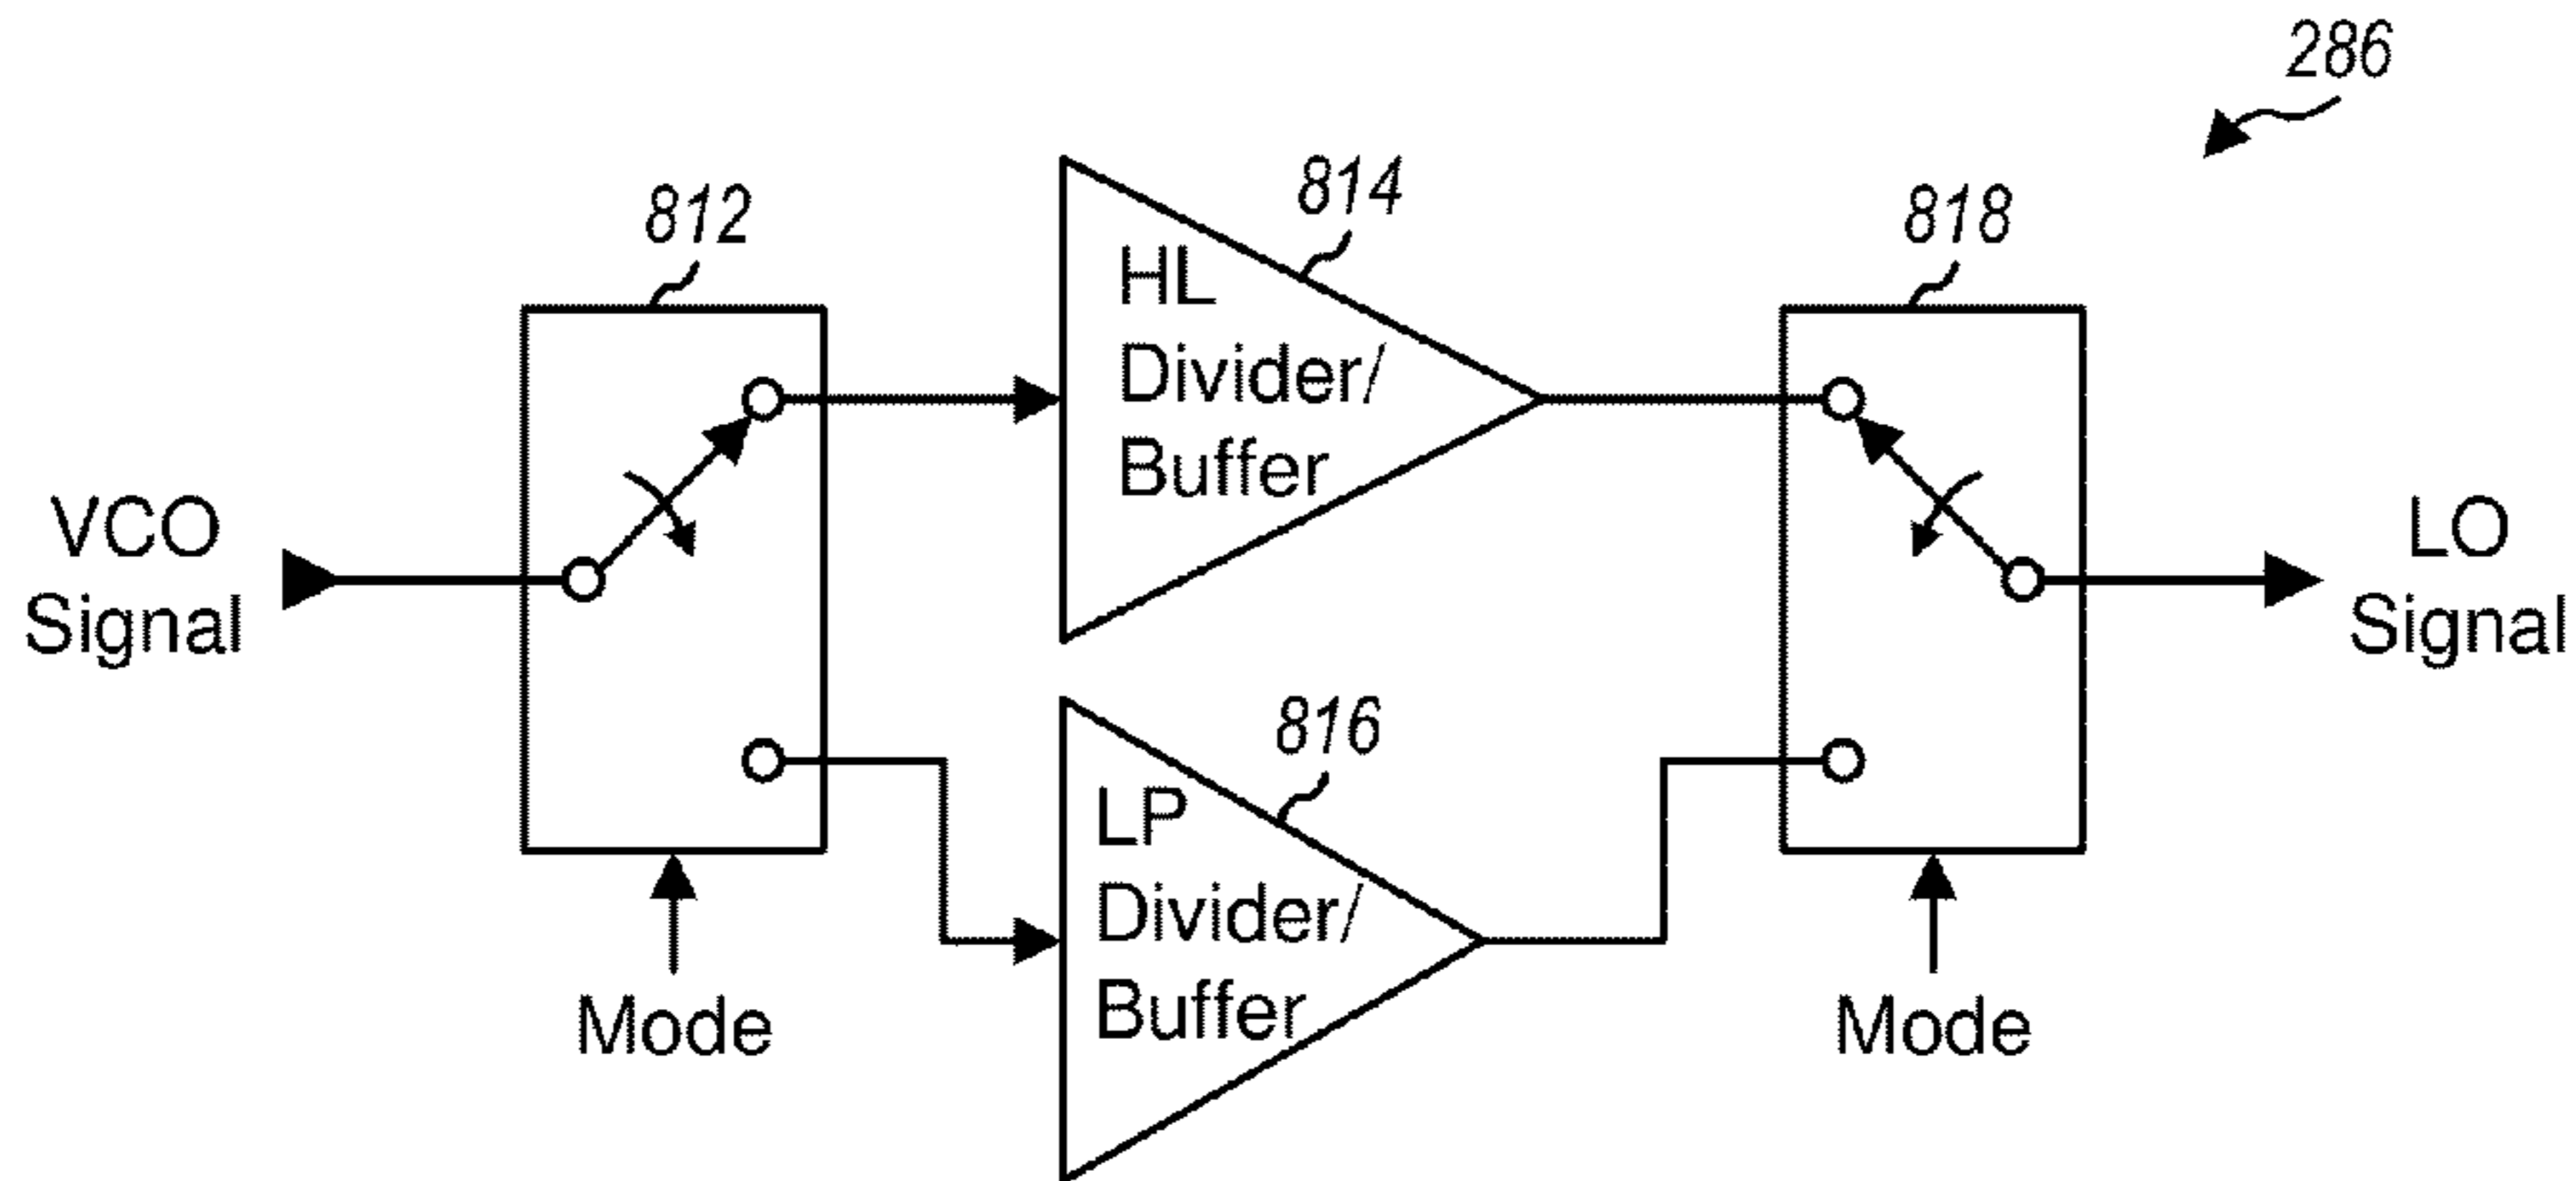 286
812
814
818
HL
Divider/
Buffer
VCO
Signal
LO
Signal
816
LP
Divider/
Buffer
Mode
Mode